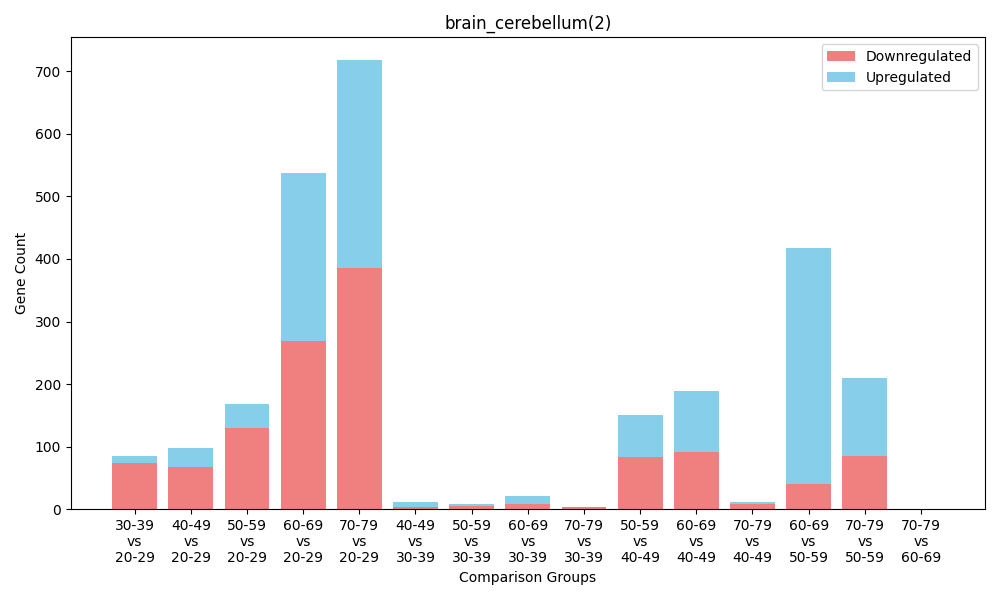 brain_cerebellum(2)
Downregulated
Upregulated
Gene Count
700
600
500
400
300
200
100
0
30-39
vs
20-29
40-49
vs
20-29
50-59
vs
20-29
60-69
vs
20-29
70-79
vs
20-29
40-49
vs
30-39
50-59
vs
30-39
60-69
vs
30-39
70-79
vs
30-39
50-59
vs
40-49
60-69
vs
40-49
70-79
vs
40-49
60-69
vs
50-59
70-79
vs
50-59
70-79
vs
60-69
Comparison Groups